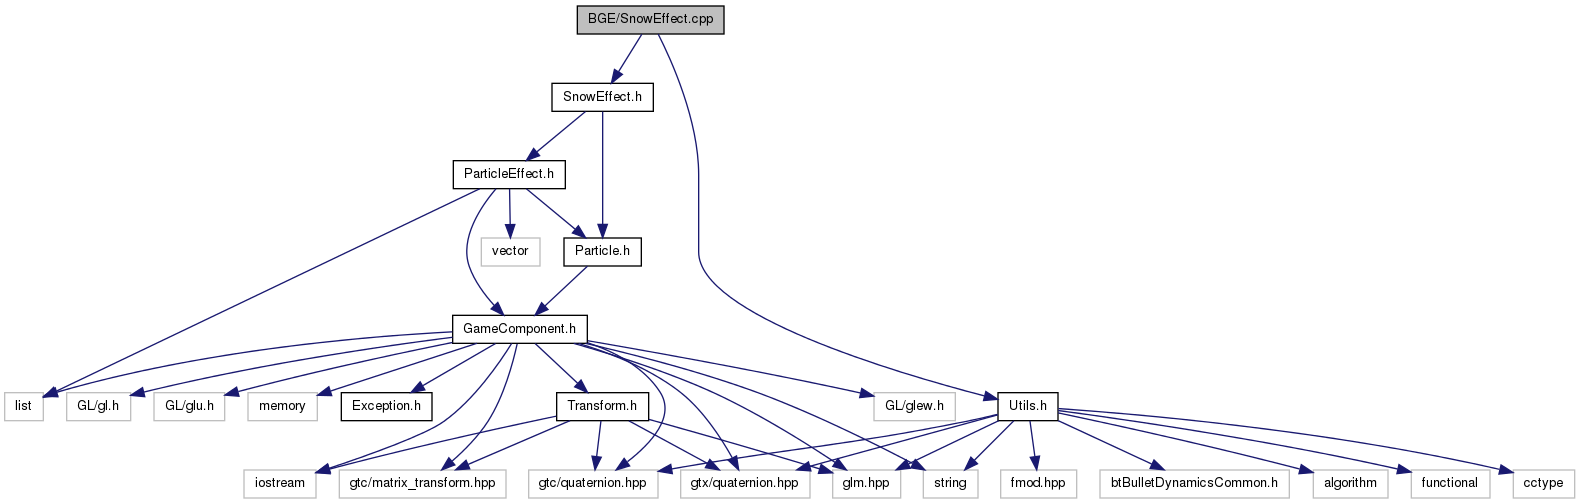 BGE/SnowEffect.cpp
SnowEffect.h
ParticleEffect.h
vector
Particle.h
GameComponent.h
list
GL/gl.h
GL/glu.h
memory
Exception.h
Transform.h
GL/glew.h
Utils.h
iostream
gtc/matrix_transform.hpp
gtc/quaternion.hpp
gtx/quaternion.hpp
glm.hpp
string
fmod.hpp
btBulletDynamicsCommon.h
algorithm
functional
cctype